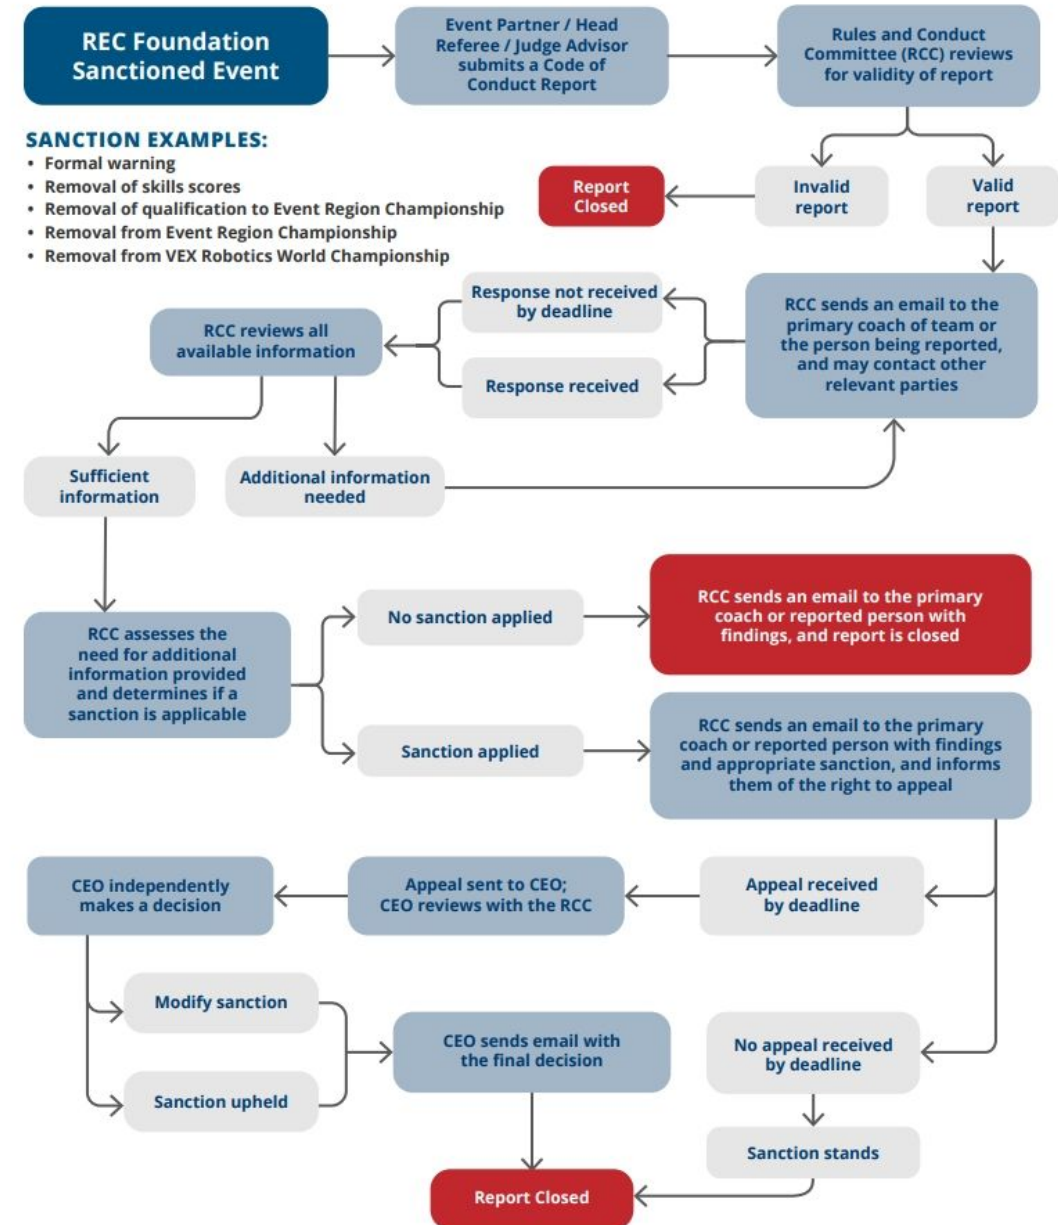 REC Foundation
Sanctioned Event
Event Partner / Head
Referee / Judge Advisor
submits a Code of
Conduct Report
Rules and Conduct
Committee (RCC) reviews
for validity of report
SANCTION EXAMPLES:
• Formal warning
• Removal of skills scores
• Removal of qualification to Event Region Championship
• Removal from Event Region Championship
• Removal from VEX Robotics World Championship
Report
Closed
Invalid
report
Valid
report
RCC sends an email to the
primary coach of team or
the person being reported,
and may contact other
relevant parties
Response not received
by deadline
Response received
RCC reviews all
available information
Sufficient
information
Additional information
needed
RCC assesses the
need for additional
information provided
and determines if a
sanction is applicable
No sanction applied
RCC sends an email to the primary
coach or reported person with
findings, and report is closed
Sanction applied
RCC sends an email to the primary
coach or reported person with findings
and appropriate sanction, and informs
them of the right to appeal
Appeal received
by deadline
Appeal sent to CEO;
CEO reviews with the RCC
CEO independently
makes a decision
Modify sanction
Sanction upheld
CEO sends email with
the final decision
No appeal received
by deadline
Sanction stands
Report Closed